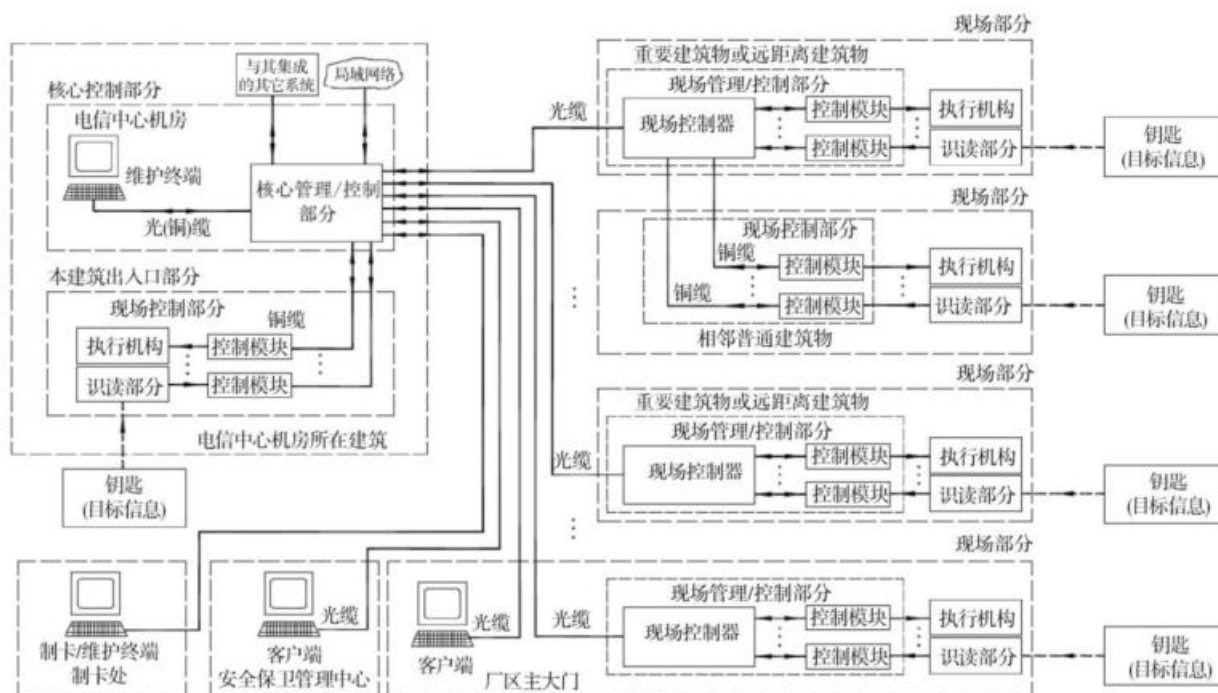 核心控制部分
与其集成
的其它系统
局域网络
电信中心机房
维护终端
光(铜)缆
核心管理/控制
部分
本建筑出入口部分
现场控制部分
铜缆
执行机构
控制模块
识读部分
控制模块
电信中心机房所在建筑
钥匙
(目标信息)
制卡/维护终端
制卡处
光缆
客户端
安全保卫管理中心
光缆
客户端
厂区主大门
现场部分
重要建筑物或远距离建筑物
现场管理/控制部分
光缆
现场控制器
控制模块
执行机构
控制模块
识读部分
钥匙
(目标信息)
现场部分
现场控制部分
铜缆
控制模块
执行机构
铜缆
控制模块
识读部分
相邻普通建筑物
钥匙
(目标信息)
现场部分
重要建筑物或远距离建筑物
现场管理/控制部分
光缆
现场控制器
控制模块
执行机构
控制模块
识读部分
钥匙
(目标信息)
现场部分
现场管理/控制部分
光缆
现场控制器
控制模块
执行机构
控制模块
识读部分
钥匙
(目标信息)